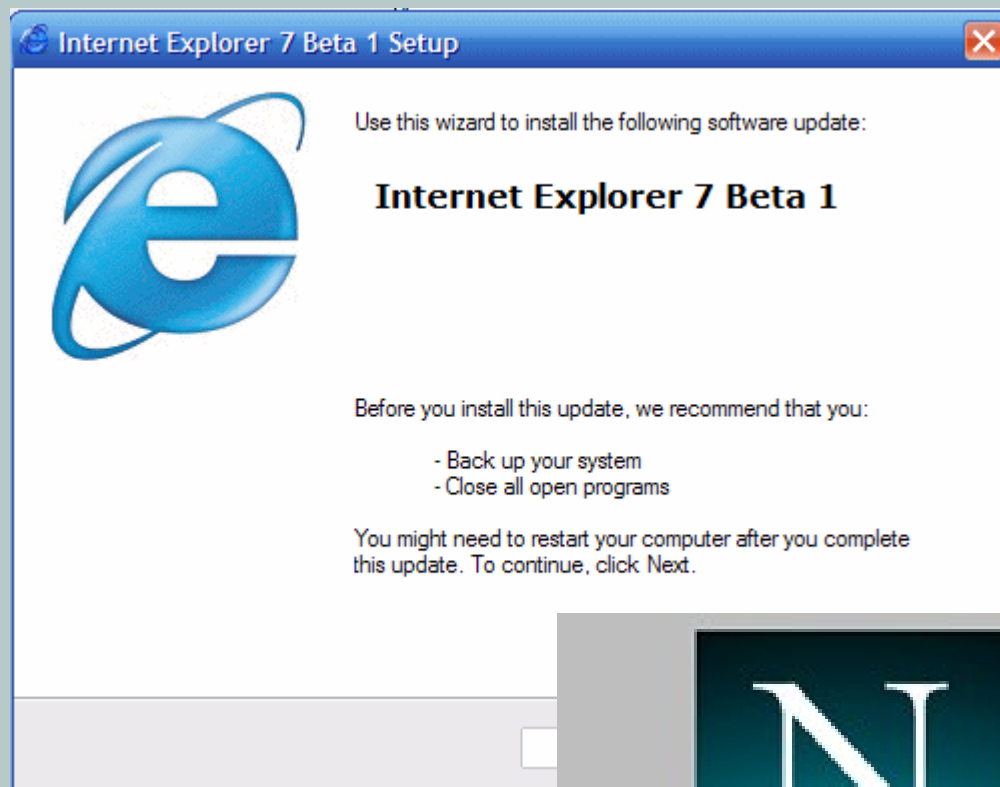 Internet Explorer 7 Beta 1 Setup
Use this wizard to install the following software update:
Internet Explorer 7 Beta 1
Before you install this update, we recommend that you:
- Back up your system
- Close all open programs
You might need to restart your computer after you complete
this update. To continue, click Next.
N